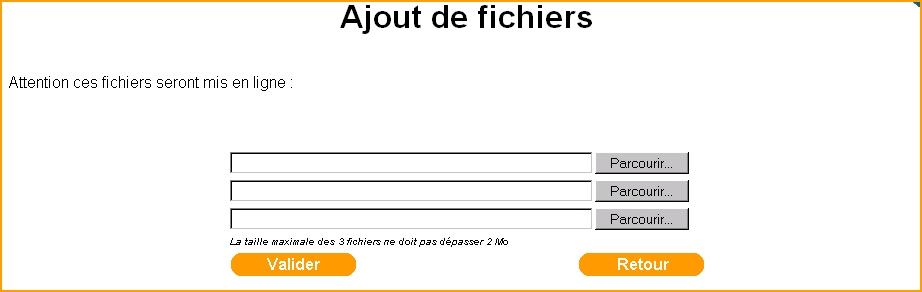 Ajout de fichiers
Attention ces fichiers seront mis en ligne :
Parcourir...
Parcourir...
Parcourir...
La taille maximale des 3 fichiers ne doit pas dépasser 2 Mo
Valider
Retour